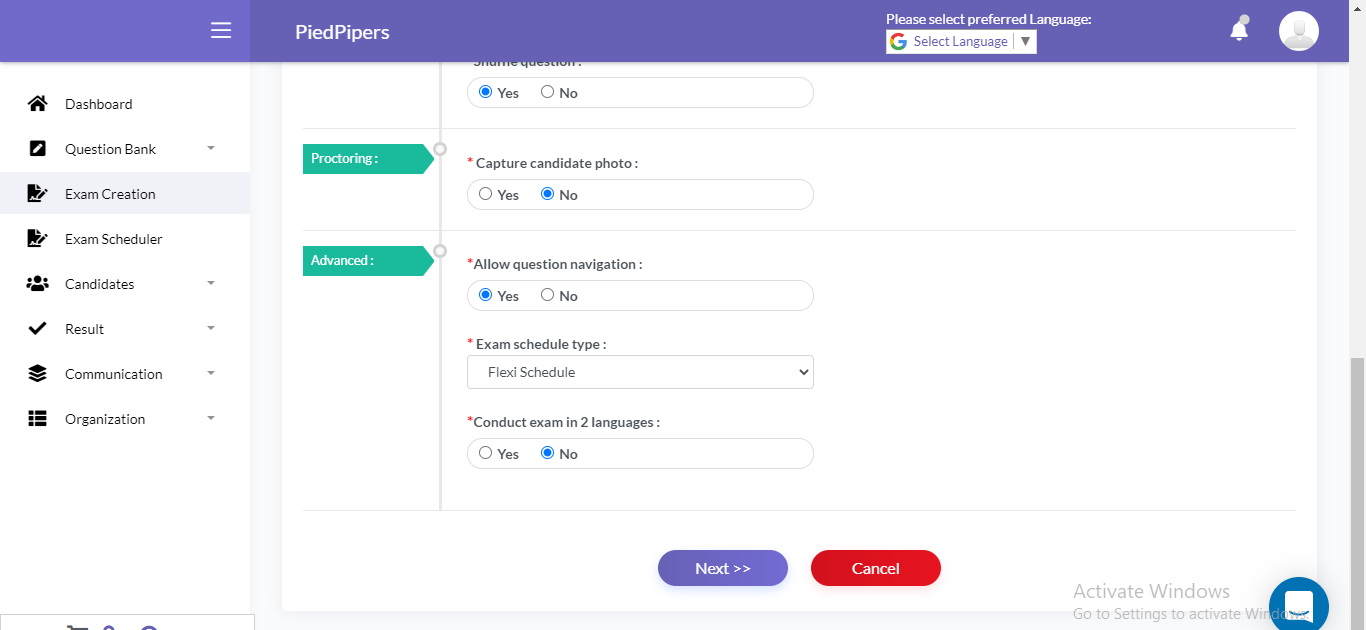 PiedPipers
Please select preferred Language:
Select Language ▼
Dashboard
Question Bank
Exam Creation
Exam Scheduler
Candidates
Result
Communication
Organization
Shuffle question :
Yes No
Proctoring :
* Capture candidate photo :
Yes No
Advanced :
*Allow question navigation :
Yes No
* Exam schedule type :
Flexi Schedule
*Conduct exam in 2 languages :
Yes No
Next >>
Cancel
Activate Windows
Go to Settings to activate Windows.